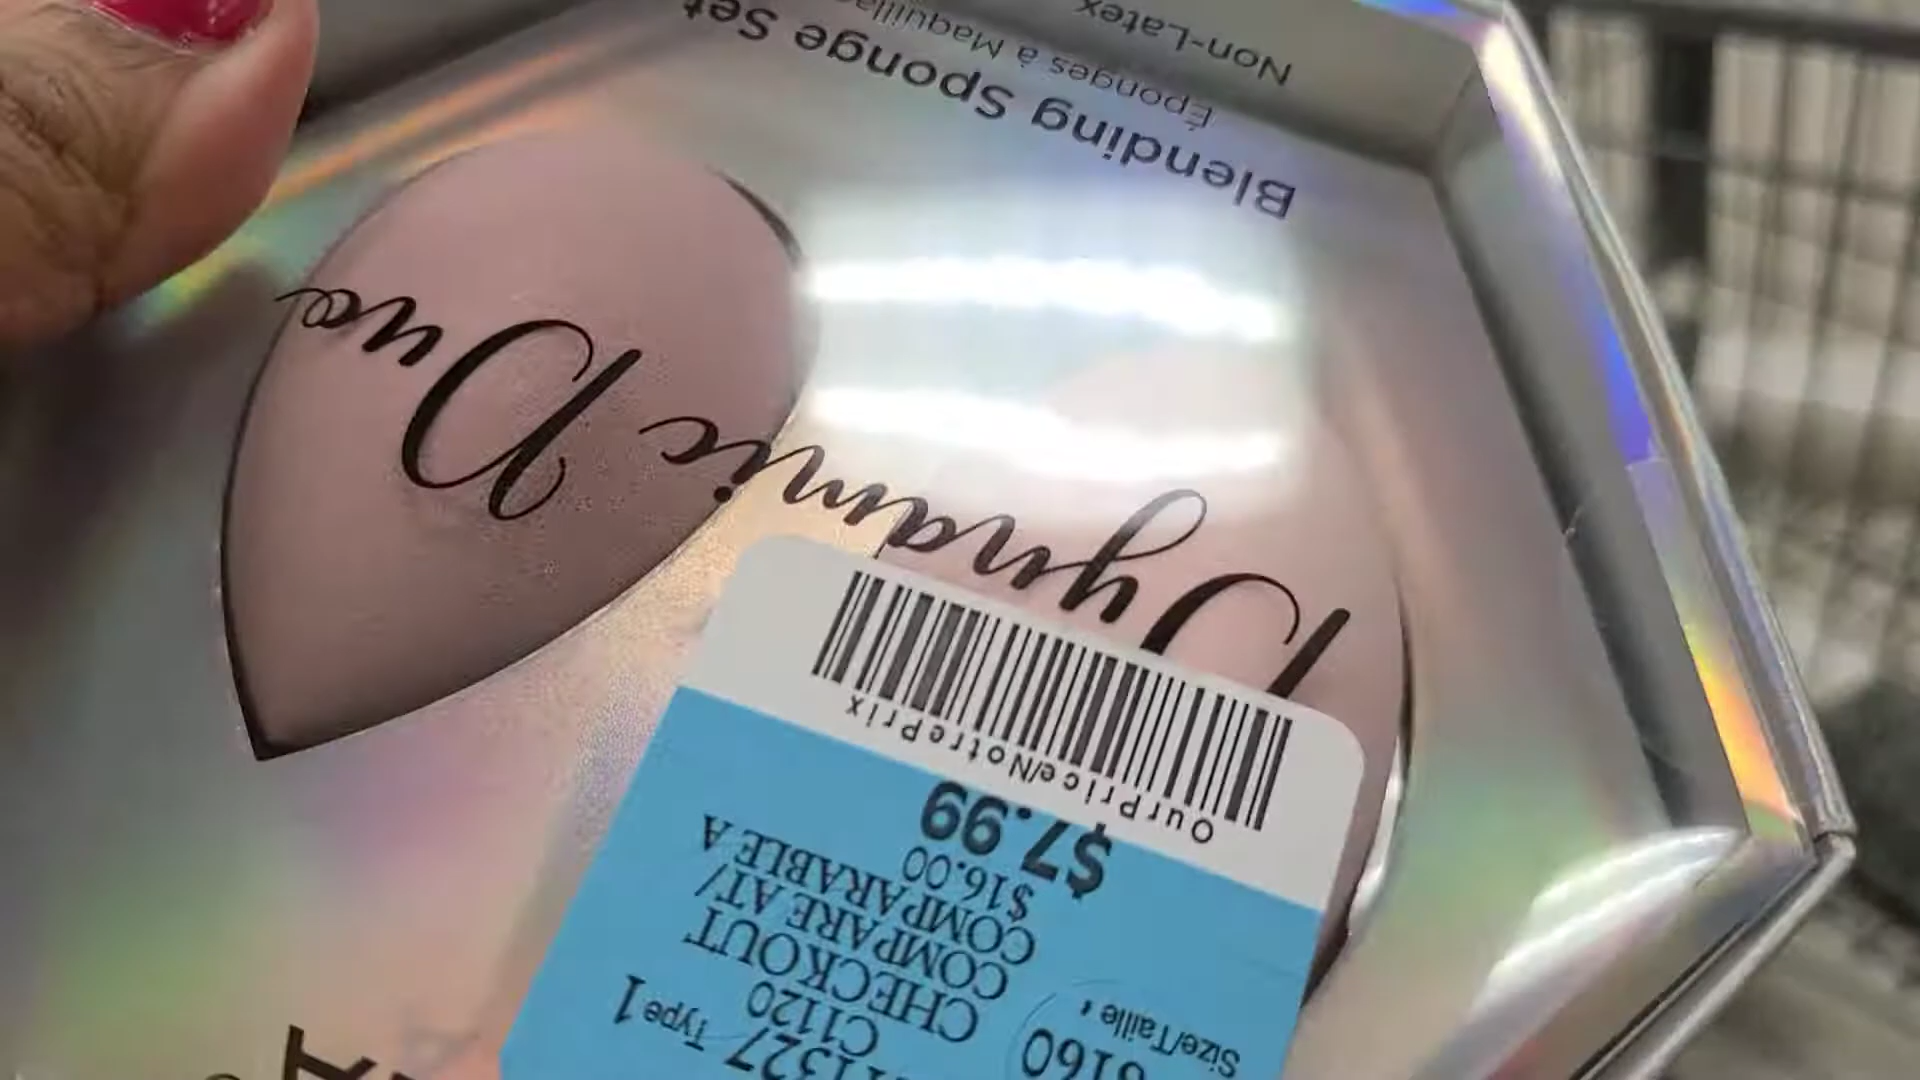 Dynamic Duo
Blending Sponge Set
Éponges à
Non-Latex
Type 1
C1120
CHECKOUT
COMPARE AT/
COMPARABLE A
$16.00
$7.99
OurPrice/NotrePrix
Size/Taille